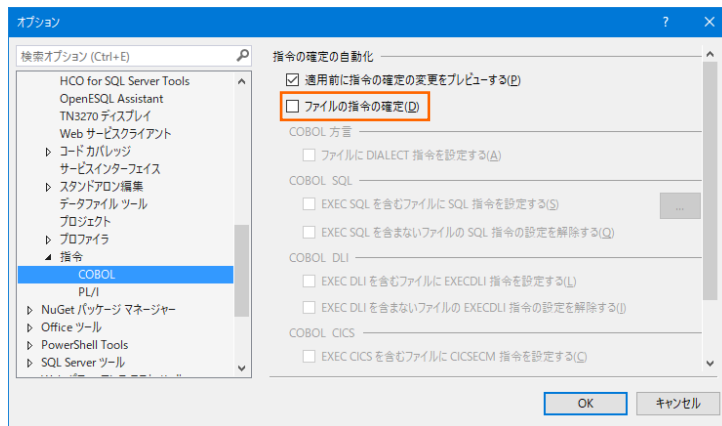 オプション
検索オプション (Ctrl+E)
HCO for SQL Server Tools
OpenESQL Assistant
TN3270 ディスプレイ
Web サービスクライアント
コードカバレッジ
サービスインターフェイス
スタンドアロン編集
データファイル ツール
プロジェクト
プロファイラ
指令
COBOL
PL/I
NuGet パッケージ マネージャー
Office ツール
PowerShell Tools
SQL Server ツール
指令の確定の自動化
適用前に指令の確定の変更をプレビューする(P)
ファイルの指令の確定(D)
COBOL 方言
ファイルに DIALECT 指令を設定する(A)
COBOL SQL
EXEC SQL を含むファイルに SQL 指令を設定する(S)
...
EXEC SQL を含まないファイルの SQL 指令の設定を解除する(Q)
COBOL DLI
EXEC DLI を含むファイルに EXECDLI 指令を設定する(L)
EXEC DLI を含まないファイルの EXECDLI 指令の設定を解除する(I)
COBOL CICS
EXEC CICS を含むファイルに CICSECM 指令を設定する(C)
OK
キャンセル